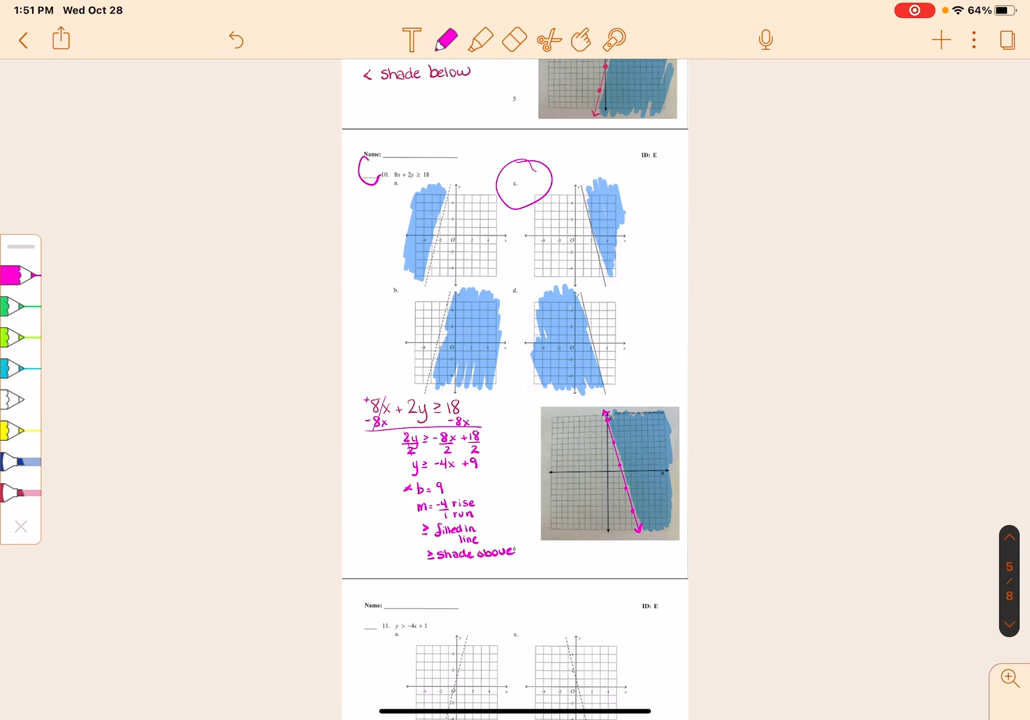 1:51 PM Wed Oct 28
64%
< shade below
5
Name:
ID: E
10. 8x + 2y ≥ 18
a.
c.
b.
d.
+8x + 2y ≥ 18
-8x -8x
2y/2 ≥ -8x/2 + 18/2
y ≥ -4x + 9
* b = 9
m = -4/1 rise run
≥ filled in
line
≥ shade above
5
/
8
Name:
ID: E
11. y > -4x + 1
a.
c.